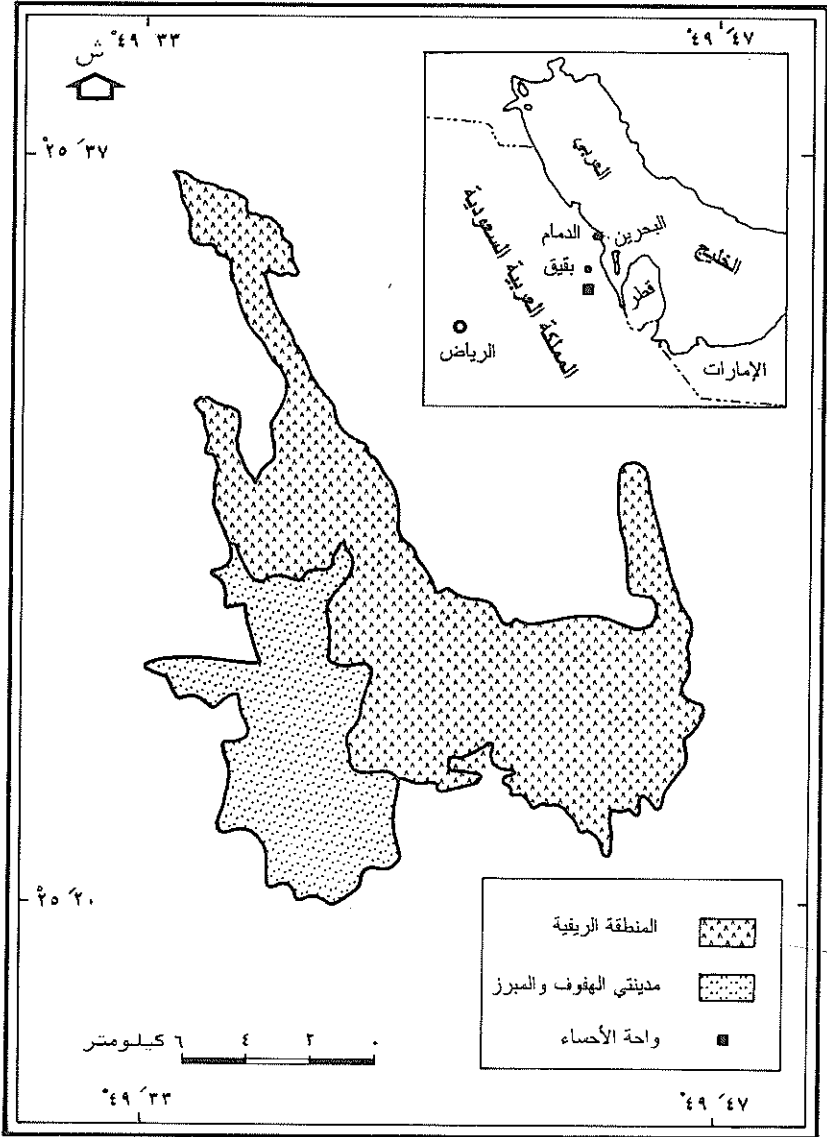 °٤٩ ´٣٣
°٤٩ ´٤٧
ش
°٢٥ ´٣٧
العربي
الخليج
المملكة العربية السعودية
الدمام
البحرين
بقيق
قطر
الرياض
الإمارات
°٢٥ ´٢٠
المنطقة الريفية
مدينتي الهفوف والمبرز
واحة الأحساء
٠ ٢ ٤ ٦ كيلومتر
°٤٩ ´٣٣
°٤٩ ´٤٧